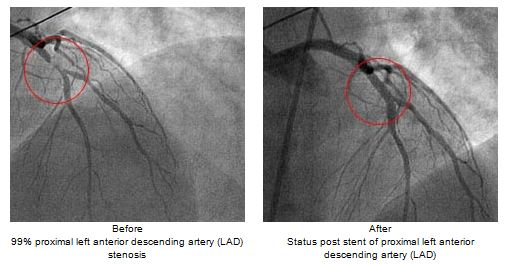 Before
99% proximal left anterior descending artery (LAD)
stenosis
After
Status post stent of proximal left anterior
descending artery (LAD)